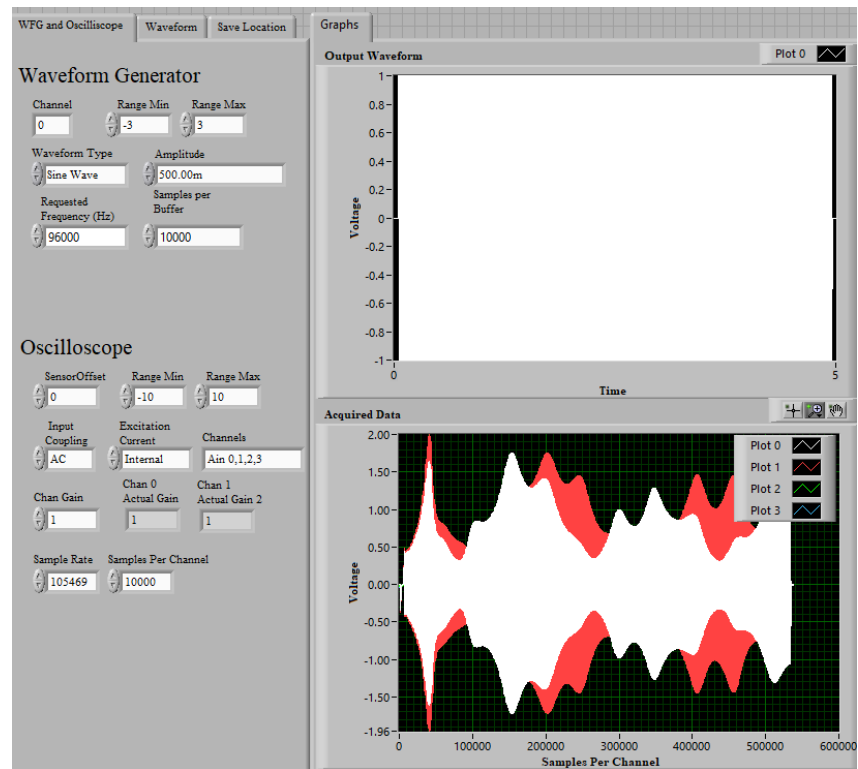 WFG and Oscilliscope Waveform Save Location
Waveform Generator
Channel Range Min Range Max
0 -3 3
Waveform Type Amplitude
Sine Wave 500.00m
Requested Frequency (Hz) Samples per Buffer
96000 10000
Oscilloscope
SensorOffset Range Min Range Max
0 -10 10
Input Coupling Excitation Current Channels
AC Internal Ain 0,1,2,3
Chan Gain Chan 0 Actual Gain Chan 1 Actual Gain 2
1 1 1
Sample Rate Samples Per Channel
105469 10000
Graphs
Output Waveform Plot 0
Voltage
1
0.8
0.6
0.4
0.2
0
-0.2
-0.4
-0.6
-0.8
-1
0 5
Time
Acquired Data
Plot 0
Plot 1
Plot 2
Plot 3
Voltage
2.00
1.50
1.00
0.50
0.00
-0.50
-1.00
-1.50
-1.96
0 100000 200000 300000 400000 500000 600000
Samples Per Channel